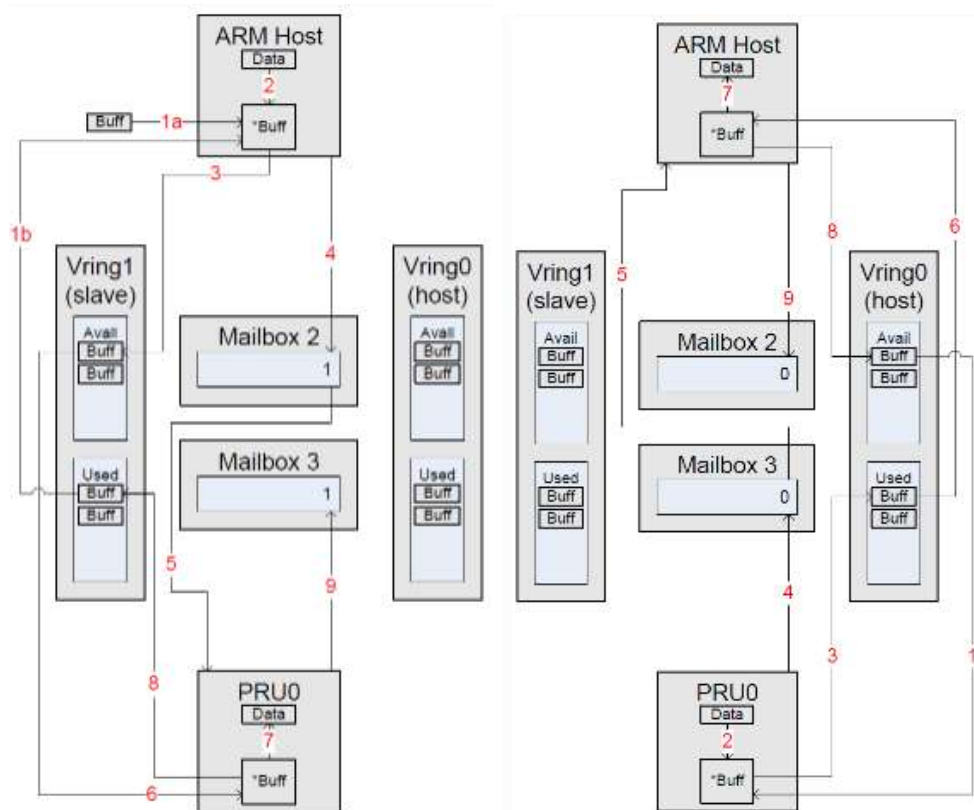 ARM Host
Data
2
Buff
1a
*Buff
3
1b
4
Vring1
(slave)
Vring0
(host)
Avail
Buff
Buff
Mailbox 2
1
Avail
Buff
Buff
Mailbox 3
1
Used
Buff
Buff
Used
Buff
Buff
5
9
8
PRU0
Data
7
*Buff
6
ARM Host
Data
7
*Buff
8
6
5
9
Vring1
(slave)
Vring0
(host)
Avail
Buff
Buff
Mailbox 2
0
Avail
Buff
Buff
Mailbox 3
0
Used
Buff
Buff
Used
Buff
Buff
4
3
1
PRU0
Data
2
*Buff